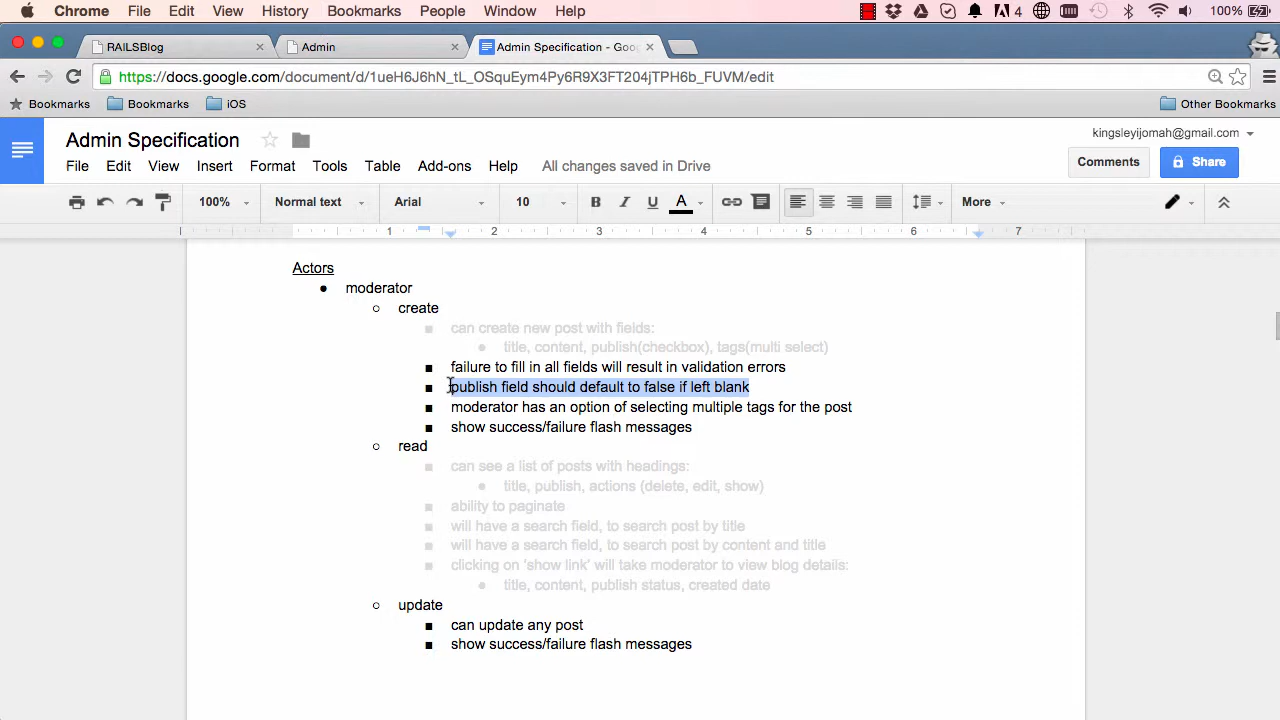 Chrome File Edit View History Bookmarks People Window Help 4 100%
RAILSBlog Admin Admin Specification - Goo
https://docs.google.com/document/d/1ueH6J6hN_tL_OSquEym4Py6R9X3FT204jTPH6b_FUVM/edit
Bookmarks Bookmarks iOS Other Bookmarks
Admin Specification kingsleyijomah@gmail.com
File Edit View Insert Format Tools Table Add-ons Help All changes saved in Drive Comments Share
100% Normal text Arial 10 B I U A More
1 2 3 4 5 6 7
Actors
● moderator
○ create
■ can create new post with fields:
● title, content, publish(checkbox), tags(multi select)
■ failure to fill in all fields will result in validation errors
■ publish field should default to false if left blank
■ moderator has an option of selecting multiple tags for the post
■ show success/failure flash messages
○ read
■ can see a list of posts with headings:
● title, publish, actions (delete, edit, show)
■ ability to paginate
■ will have a search field, to search post by title
■ will have a search field, to search post by content and title
■ clicking on 'show link' will take moderator to view blog details:
● title, content, publish status, created date
○ update
■ can update any post
■ show success/failure flash messages